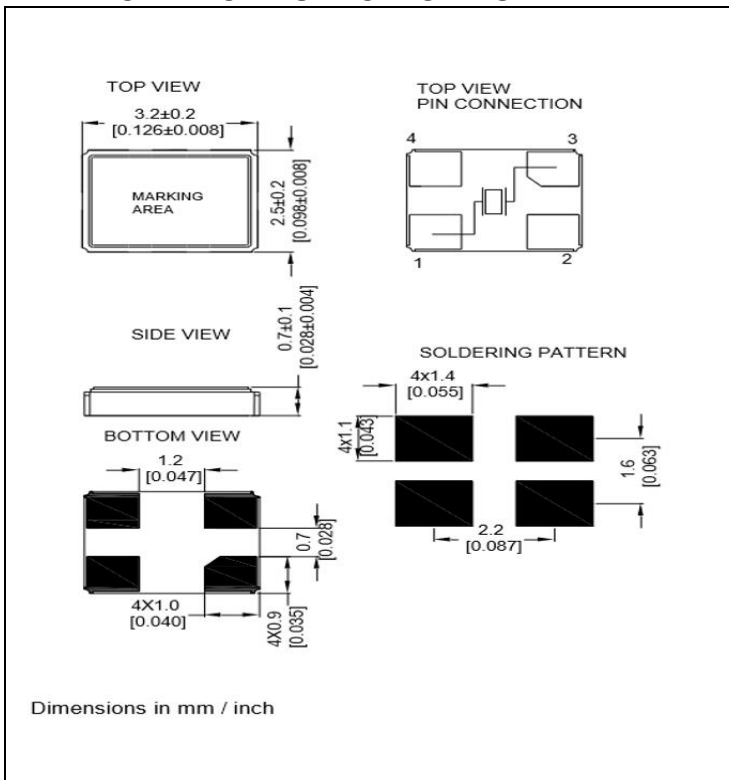 TOP VIEW
3.2±0.2
[0.126±0.008]
MARKING
AREA
2.5±0.2
[0.098±0.008]
TOP VIEW
PIN CONNECTION
4
3
1
2
SIDE VIEW
0.7±0.1
[0.028±0.004]
BOTTOM VIEW
1.2
[0.047]
0.7
[0.028]
4X1.0
[0.040]
4X0.9
[0.035]
SOLDERING PATTERN
4x1.4
[0.055]
4x1.1
[0.043]
1.6
[0.063]
2.2
[0.087]
Dimensions in mm / inch